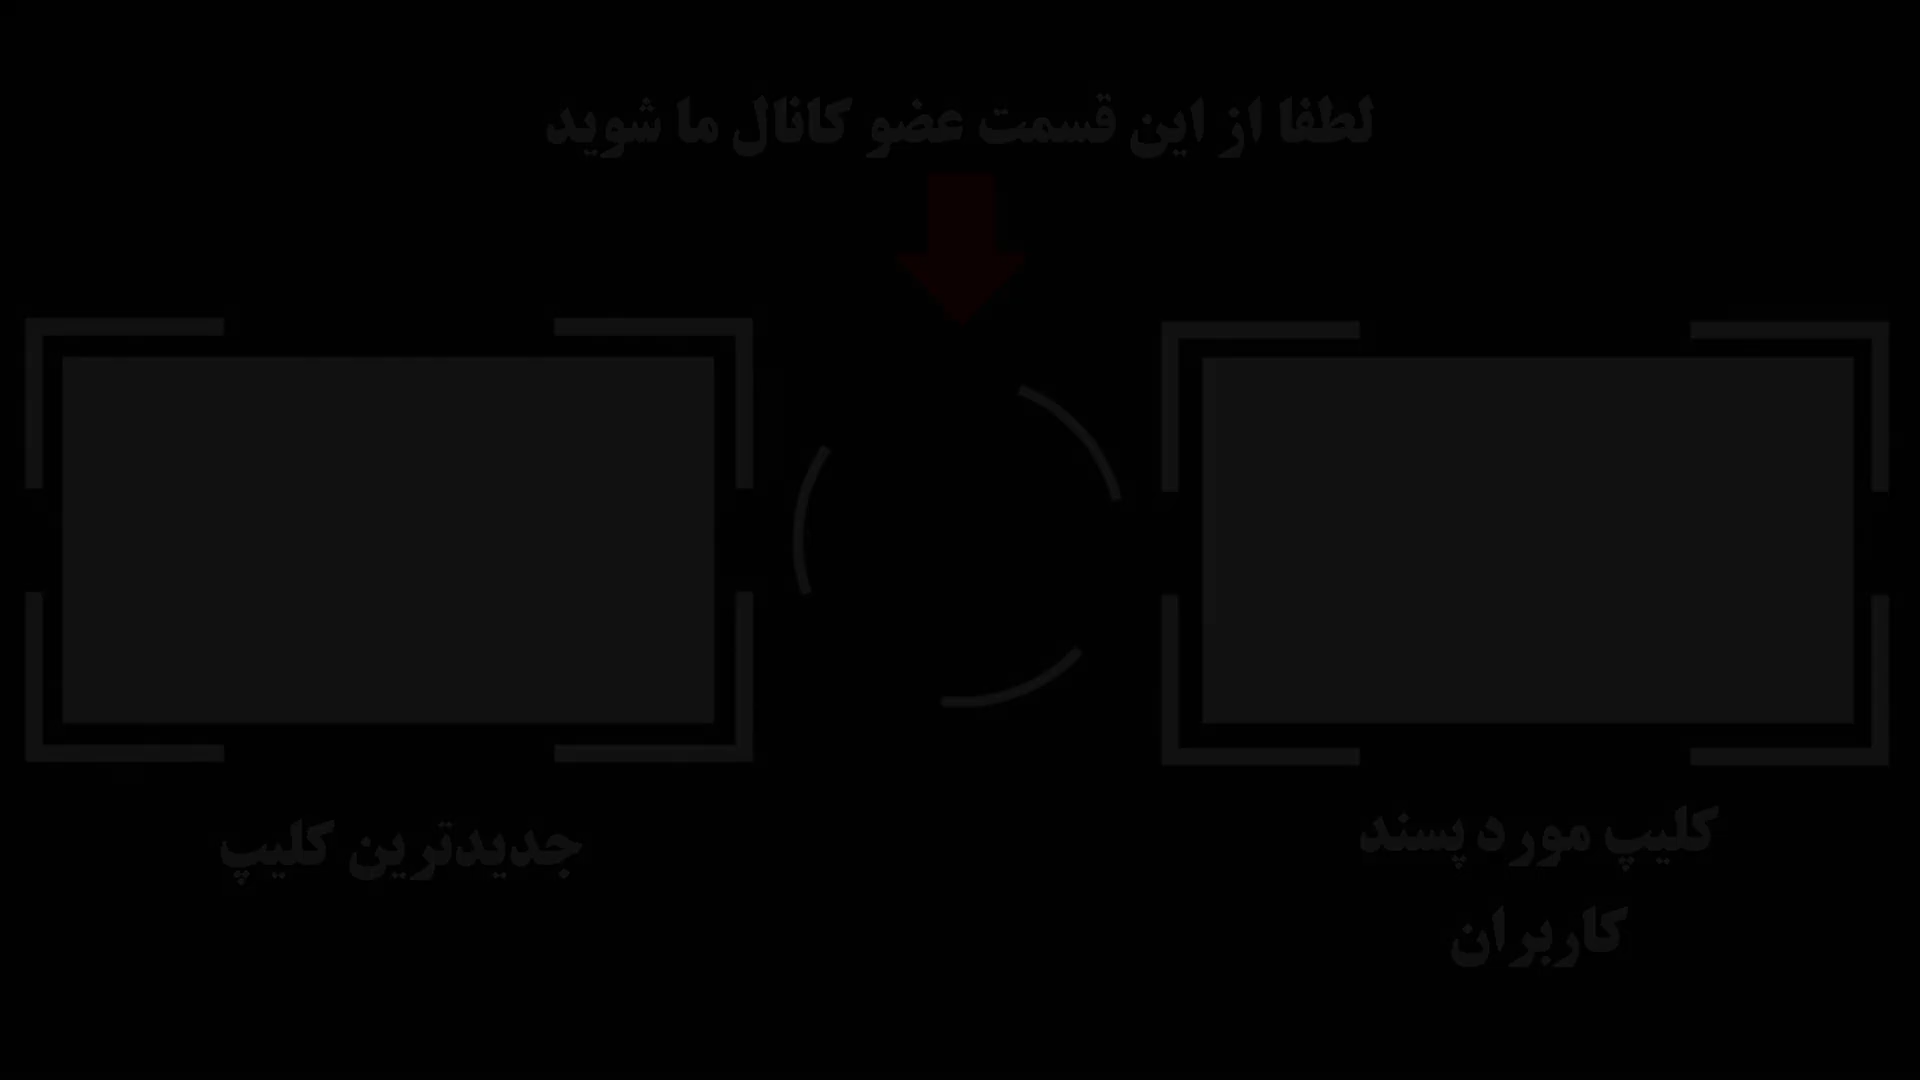 لطفا از این قسمت عضو کانال ما شوید
جدیدترین کلیپ
کلیپ مورد پسند
کاربران